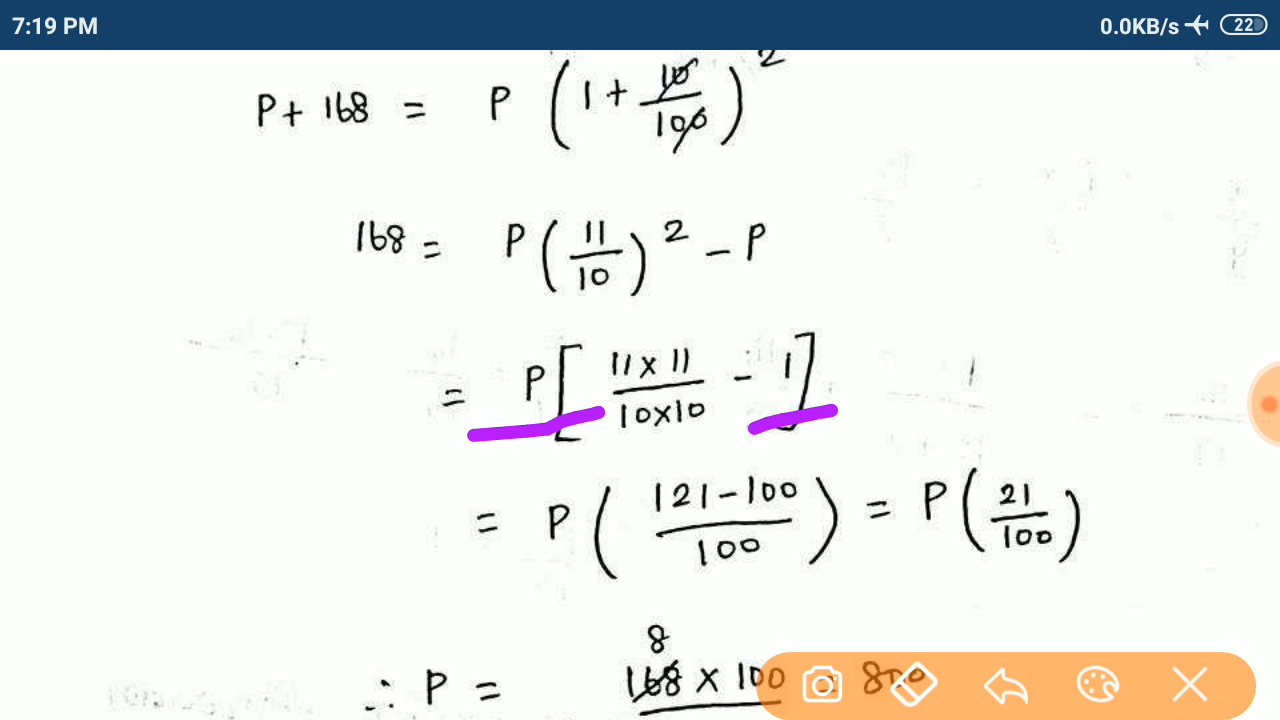 7:19 PM 0.0KB/s 22
P + 168 = P (1 + 10/100)²
168 = P (11/10)² - P
= P [ 11 x 11 / 10 x 10 - 1 ]
= P ( 121 - 100 / 100 ) = P ( 21/100 )
8
∴ P = 168 x 100 = 800